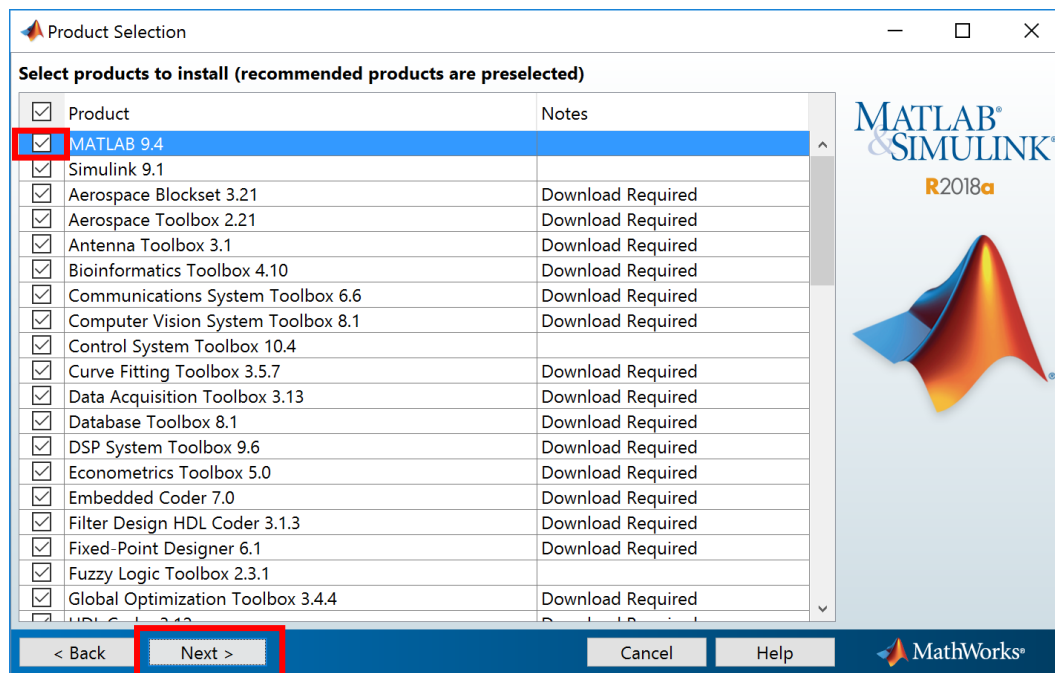 Product Selection
Select products to install (recommended products are preselected)
Product Notes
MATLAB 9.4
Simulink 9.1
Aerospace Blockset 3.21 Download Required
Aerospace Toolbox 2.21 Download Required
Antenna Toolbox 3.1 Download Required
Bioinformatics Toolbox 4.10 Download Required
Communications System Toolbox 6.6 Download Required
Computer Vision System Toolbox 8.1 Download Required
Control System Toolbox 10.4
Curve Fitting Toolbox 3.5.7 Download Required
Data Acquisition Toolbox 3.13 Download Required
Database Toolbox 8.1 Download Required
DSP System Toolbox 9.6 Download Required
Econometrics Toolbox 5.0 Download Required
Embedded Coder 7.0 Download Required
Filter Design HDL Coder 3.1.3 Download Required
Fixed-Point Designer 6.1 Download Required
Fuzzy Logic Toolbox 2.3.1
Global Optimization Toolbox 3.4.4 Download Required
HDL Coder 3.12 Download Required
MATLAB®
&SIMULINK®
R2018a
®
< Back Next > Cancel Help MathWorks®